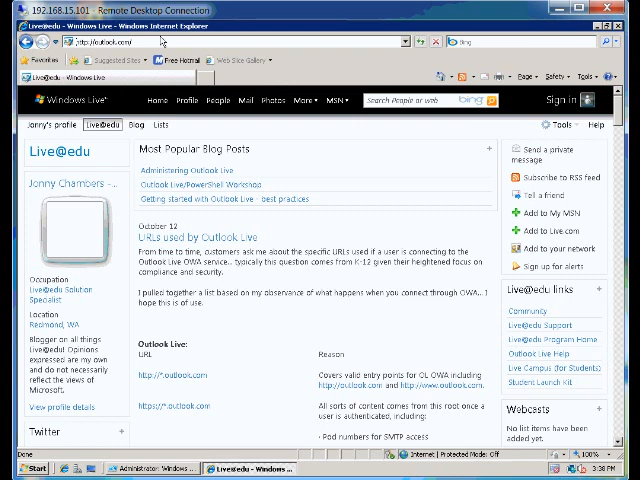 192.168.15.101 - Remote Desktop Connection
Live@edu - Windows Live - Windows Internet Explorer
http://outlook.com/
bing
Favorites
Suggested Sites
Free Hotmail
Web Slice Gallery
Live@edu - Windows Live
Page
Safety
Tools
Windows Live™
Home
Profile
People
Mail
Photos
More
MSN
Search People or web
bing
Sign in
Jonny's profile
Live@edu
Blog
Lists
Tools
Help
Live@edu
Jonny Chambers -...
Occupation
Live@edu Solution
Specialist
Location
Redmond, WA
Blogger on all things
Live@edu! Opinions
expressed are my own
and do not necessarily
reflect the views of
Microsoft.
View profile details
Twitter
Most Popular Blog Posts
Administering Outlook Live
Outlook Live/PowerShell Workshop
Getting started with Outlook Live - best practices
October 12
URLs used by Outlook Live
From time to time, customers ask me about the specific URLs used if a user is connecting to the
Outlook Live OWA service... typically this question comes from K-12 given their heightened focus on
compliance and security.
I pulled together a list based on my observance of what happens when you connect through OWA... I
hope this is of use.
Outlook Live:
URL
Reason
http://*.outlook.com
Covers valid entry points for OL OWA including
http://outlook.com and http://www.outlook.com.
https://*.outlook.com
All sorts of content comes from this root once a
user is authenticated, including:
· Pod numbers for SMTP access
Send a private
message
Subscribe to RSS feed
Tell a friend
Add to My MSN
Add to Live.com
Add to your network
Sign up for alerts
Live@edu links
Community
Live@edu Support
Live@edu Program Home
Outlook Live Help
Live Campus (for Students)
Student Launch Kit
Webcasts
No list items have been
added yet.
Done
Internet | Protected Mode: Off
100%
Start
Administrator: Windows ...
Live@edu - Windows ...
3:38 PM